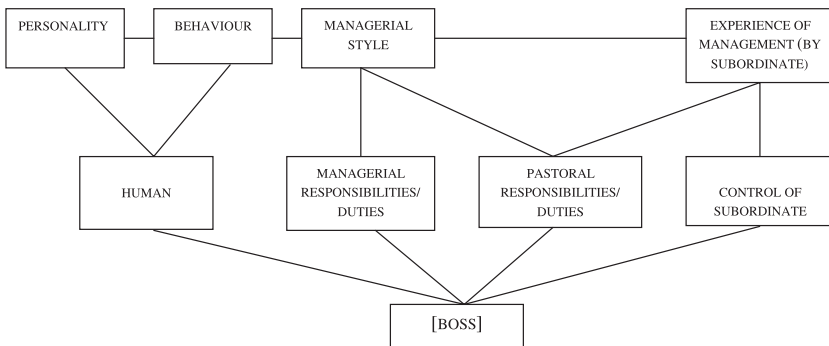 PERSONALITY
BEHAVIOUR
MANAGERIAL
STYLE
EXPERIENCE OF
MANAGEMENT (BY
SUBORDINATE)
HUMAN
MANAGERIAL
RESPONSIBILITIES/
DUTIES
PASTORAL
RESPONSIBILITIES/
DUTIES
CONTROL OF
SUBORDINATE
[BOSS]